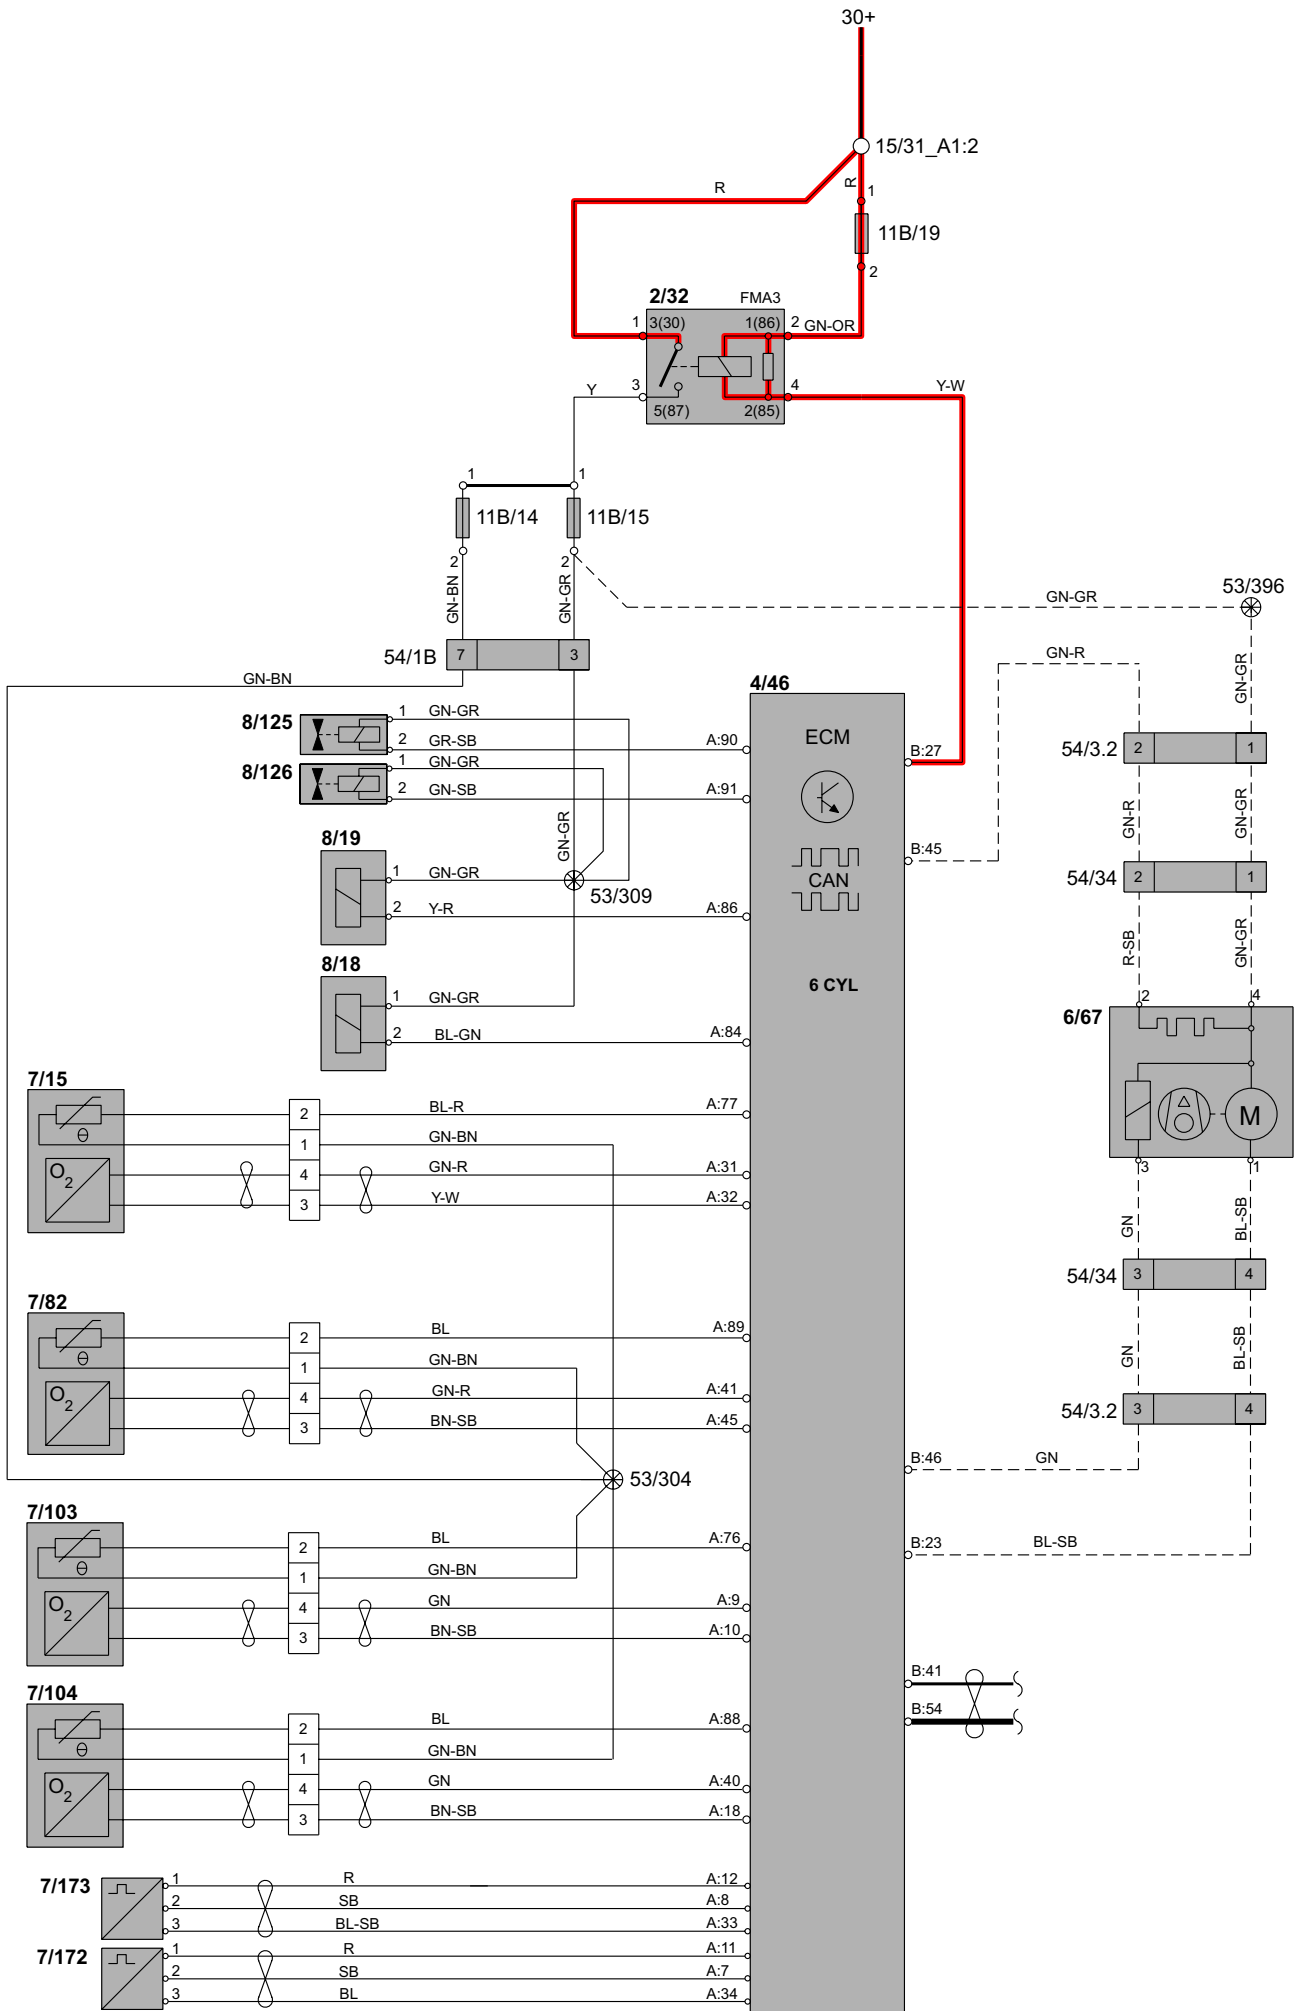 30+
15/31_A1:2
R
R
1
11B/19
2
2/32
FMA3
1
3(30)
1(86)
2
GN-OR
Y
3
5(87)
2(85)
4
Y-W
1
1
11B/14
11B/15
2
2
GN-BN
GN-GR
GN-GR
53/396
54/1B
7
3
GN-R
GN-GR
GN-BN
4/46
8/125
1
GN-GR
2
GR-SB
A:90
ECM
B:27
54/3.2
2
1
8/126
1
GN-GR
2
GN-SB
A:91
GN-R
GN-GR
GN-GR
8/19
B:45
1
GN-GR
53/309
CAN
54/34
2
1
2
Y-R
A:86
R-SB
GN-GR
8/18
6 CYL
1
GN-GR
2
4
6/67
2
BL-GN
A:84
M
3
1
7/15
2
BL-R
A:77
θ
1
GN-BN
O2
4
GN-R
A:31
3
Y-W
A:32
GN
BL-SB
54/34
3
4
7/82
2
BL
A:89
θ
1
GN-BN
O2
4
GN-R
A:41
3
BN-SB
A:45
GN
BL-SB
54/3.2
3
4
B:46
GN
53/304
7/103
2
BL
A:76
θ
1
GN-BN
O2
4
GN
A:9
3
BN-SB
A:10
B:23
BL-SB
B:41
B:54
7/104
2
BL
A:88
θ
1
GN-BN
O2
4
GN
A:40
3
BN-SB
A:18
7/173
1
R
A:12
2
SB
A:8
3
BL-SB
A:33
7/172
1
R
A:11
2
SB
A:7
3
BL
A:34